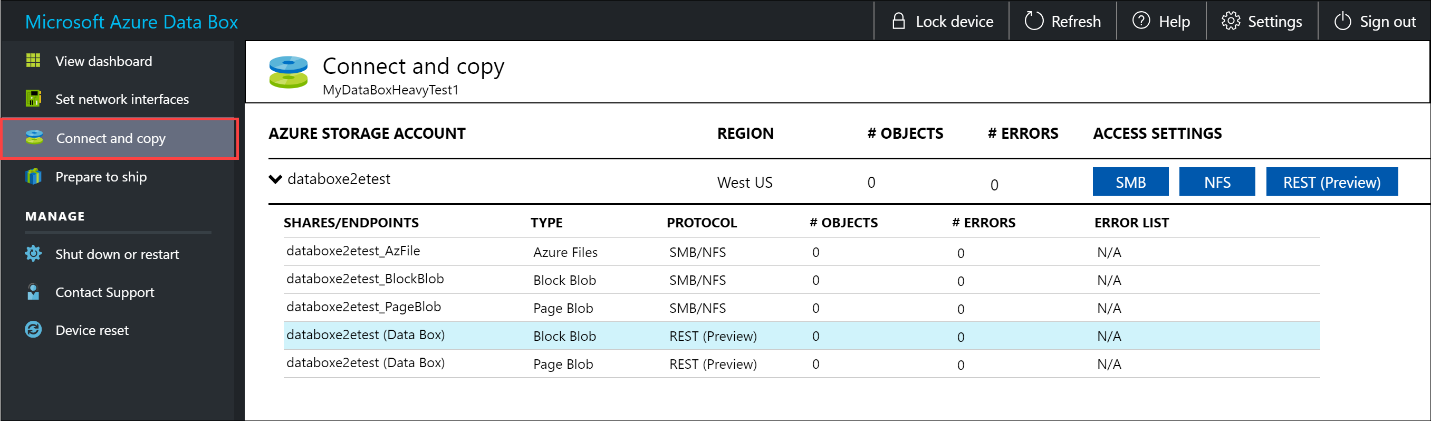 Microsoft Azure Data Box Lock device Refresh Help Settings Sign out
View dashboard
Set network interfaces
Connect and copy
Prepare to ship
MANAGE
Shut down or restart
Contact Support
Device reset
Connect and copy
MyDataBoxHeavyTest1
AZURE STORAGE ACCOUNT REGION # OBJECTS # ERRORS ACCESS SETTINGS
databoxe2etest West US 0 0 SMB NFS REST (Preview)
SHARES/ENDPOINTS TYPE PROTOCOL # OBJECTS # ERRORS ERROR LIST
databoxe2etest_AzFile Azure Files SMB/NFS 0 0 N/A
databoxe2etest_BlockBlob Block Blob SMB/NFS 0 0 N/A
databoxe2etest_PageBlob Page Blob SMB/NFS 0 0 N/A
databoxe2etest (Data Box) Block Blob REST (Preview) 0 0 N/A
databoxe2etest (Data Box) Page Blob REST (Preview) 0 0 N/A